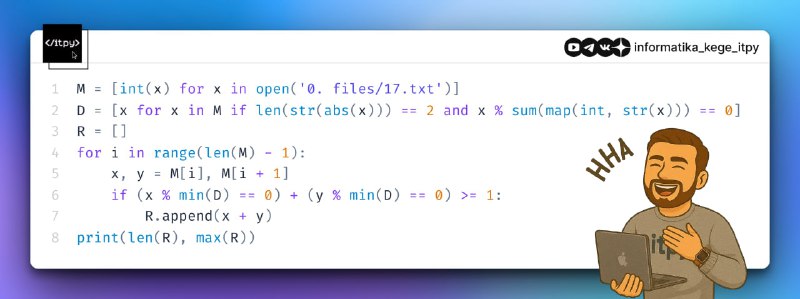 </itpy>
informatika_kege_itpy
1 M = [int(x) for x in open('0. files/17.txt')]
2 D = [x for x in M if len(str(abs(x))) == 2 and x % sum(map(int, str(x))) == 0]
3 R = []
4 for i in range(len(M) - 1):
5     x, y = M[i], M[i + 1]
6     if (x % min(D) == 0) + (y % min(D) == 0) >= 1:
7         R.append(x + y)
8 print(len(R), max(R))
HHA
itpy